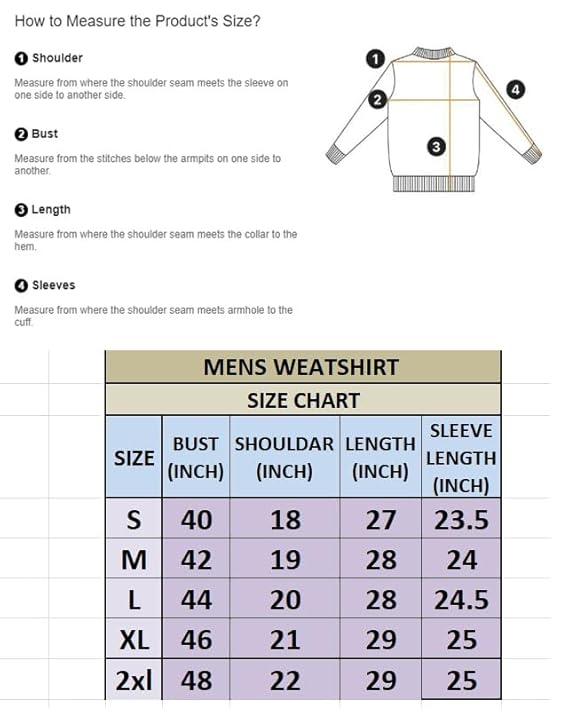 How to Measure the Product's Size?
1 Shoulder
Measure from where the shoulder seam meets the sleeve on
one side to another side.
2 Bust
Measure from the stitches below the armpits on one side to
another.
3 Length
Measure from where the shoulder seam meets the collar to the
hem.
4 Sleeves
Measure from where the shoulder seam meets armhole to the
cuff.
1
2
3
4
MENS WEATSHIRT
SIZE CHART
SIZE BUST (INCH) SHOULDAR (INCH) LENGTH (INCH) SLEEVE LENGTH (INCH)
S 40 18 27 23.5
M 42 19 28 24
L 44 20 28 24.5
XL 46 21 29 25
2xl 48 22 29 25